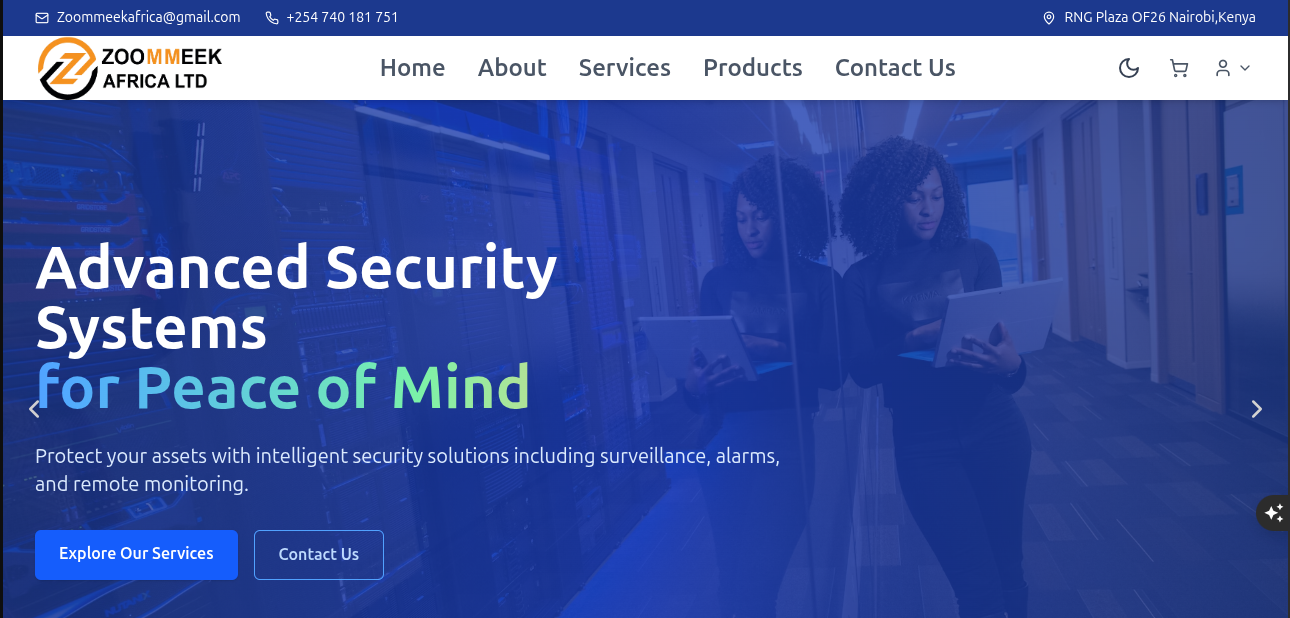 Zoommeekafrica@gmail.com
+254 740 181 751
RNG Plaza OF26 Nairobi,Kenya
ZOOMMEEK
AFRICA LTD
Home
About
Services
Products
Contact Us
Advanced Security
Systems
for Peace of Mind
Protect your assets with intelligent security solutions including surveillance, alarms,
and remote monitoring.
Explore Our Services
Contact Us